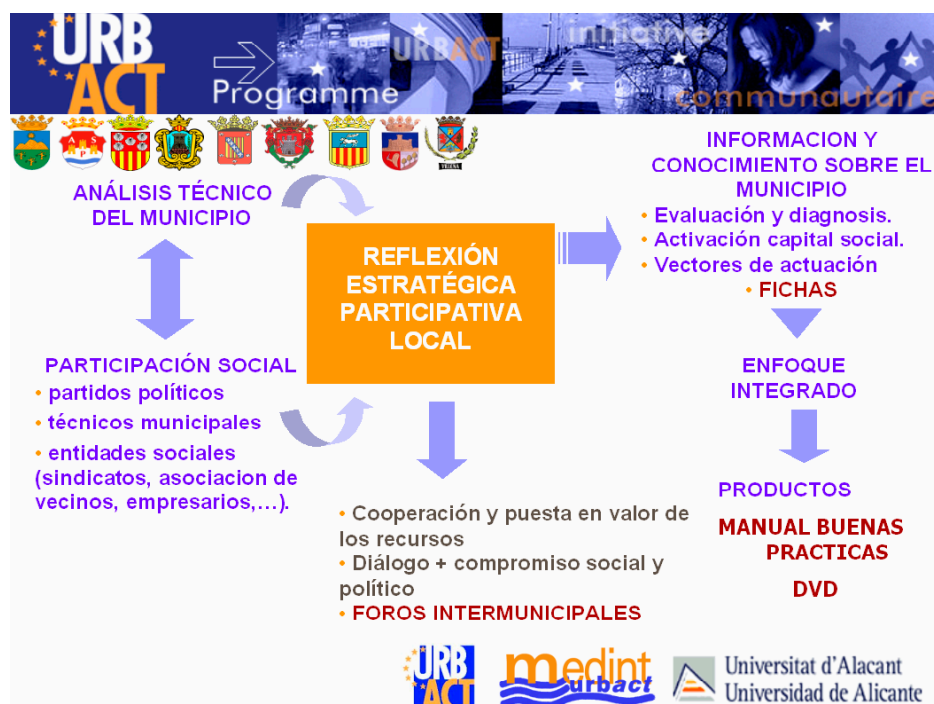 URB
ACT
Programme
URBACT
initiative
communautaire
ANÁLISIS TÉCNICO
DEL MUNICIPIO
PARTICIPACIÓN SOCIAL
• partidos políticos
• técnicos municipales
• entidades sociales
(sindicatos, asociacion de
vecinos, empresarios,…).
REFLEXIÓN
ESTRATÉGICA
PARTICIPATIVA
LOCAL
• Cooperación y puesta en valor de
los recursos
• Diálogo + compromiso social y
político
• FOROS INTERMUNICIPALES
INFORMACION Y
CONOCIMIENTO SOBRE EL
MUNICIPIO
• Evaluación y diagnosis.
• Activación capital social.
• Vectores de actuación
• FICHAS
ENFOQUE
INTEGRADO
PRODUCTOS
MANUAL BUENAS
PRACTICAS
DVD
URB
ACT
medint
urbact
Universitat d'Alacant
Universidad de Alicante